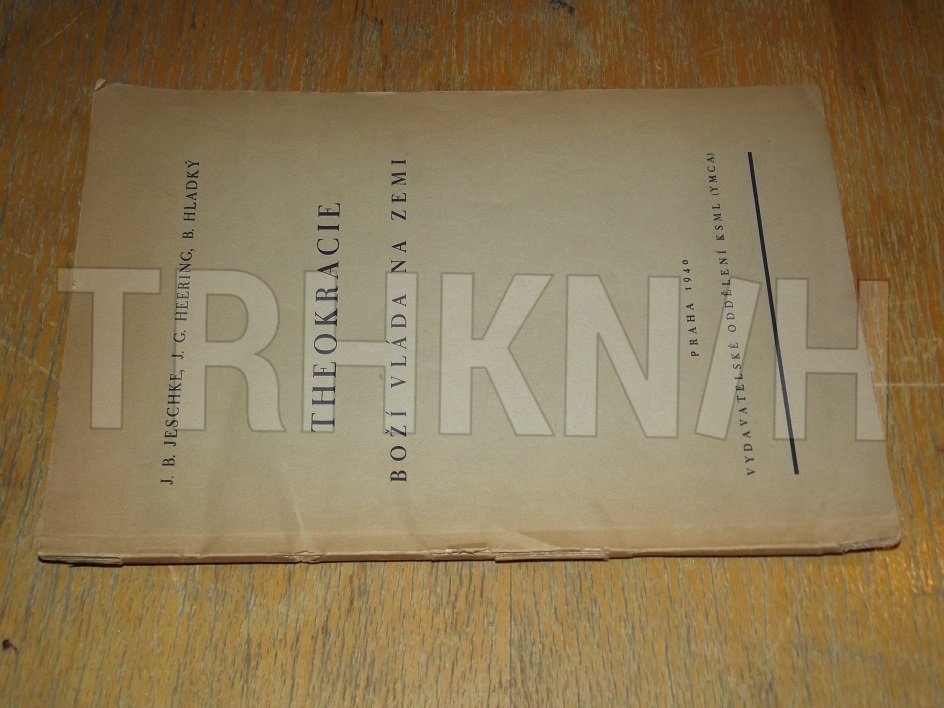 J. B. JESCHKE, J. G. HEERING, B. HLADKÝ
THEOKRACIE
BOŽÍ VLÁDA NA ZEMI
PRAHA 1940
VYDAVATELSKÉ ODDĚLENÍ KSML (YMCA)
TRHKNIH